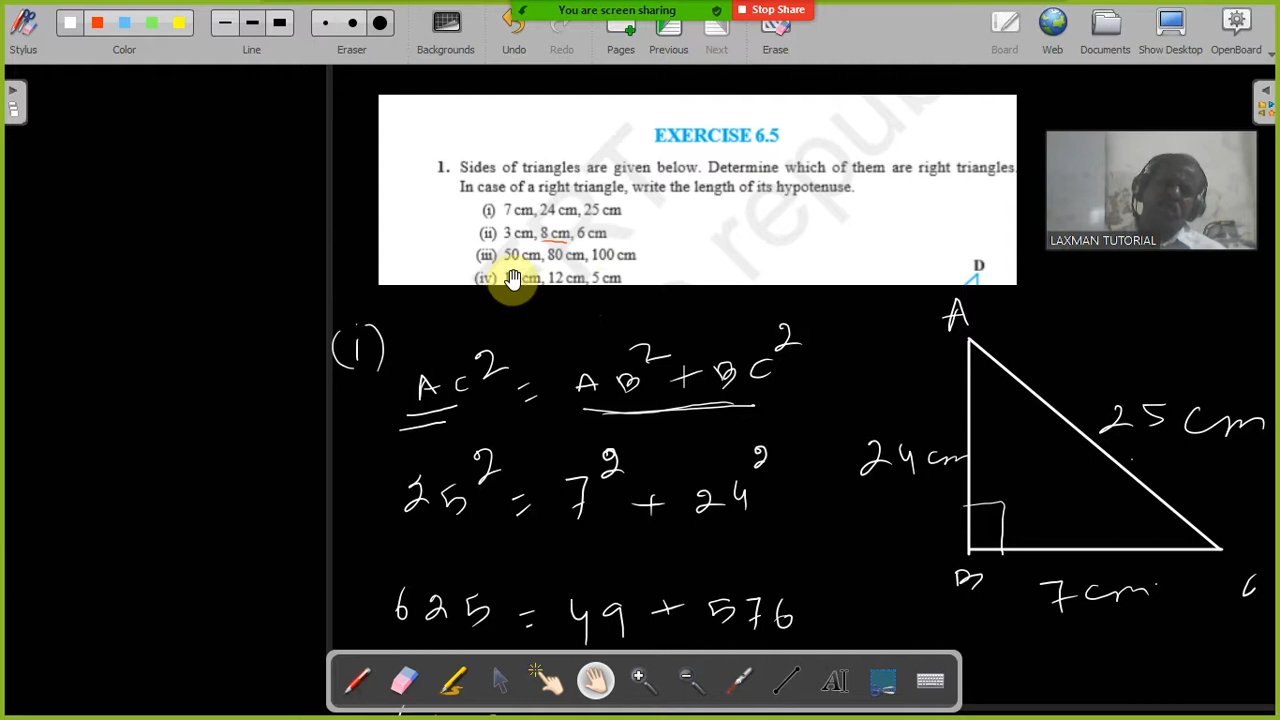 You are screen sharing
Stop Share
Stylus
Color
Line
Eraser
Backgrounds
Undo
Redo
Pages
Previous
Next
Erase
Board
Web
Documents
Show Desktop
OpenBoard
EXERCISE 6.5
1. Sides of triangles are given below. Determine which of them are right triangles.
In case of a right triangle, write the length of its hypotenuse.
(i) 7 cm, 24 cm, 25 cm
(ii) 3 cm, 8 cm, 6 cm
(iii) 50 cm, 80 cm, 100 cm
(iv) cm, 12 cm, 5 cm
D
LAXMAN TUTORIAL
(i)
AC² = AB² + BC²
25² = 7² + 24²
625 = 49 + 576
A
24 cm
25 cm
B
7 cm
AI